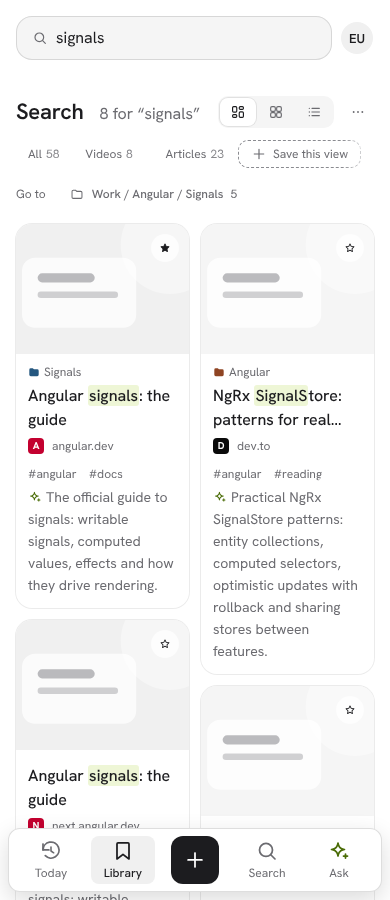 signals
EU
Search 8 for “signals”
All 58 Videos 8 Articles 23 Save this view
Go to Work / Angular / Signals 5
Signals
Angular signals: the
guide
angular.dev
#angular #docs
The official guide to
signals: writable
signals, computed
values, effects and how
they drive rendering.
Angular
NgRx SignalStore:
patterns for real...
D dev.to
#angular #reading
Practical NgRx
SignalStore patterns:
entity collections,
computed selectors,
optimistic updates with
rollback and sharing
stores between
features.
Angular signals: the
guide
N next.angular.dev
Today
Library
Search
Ask
signals: writable